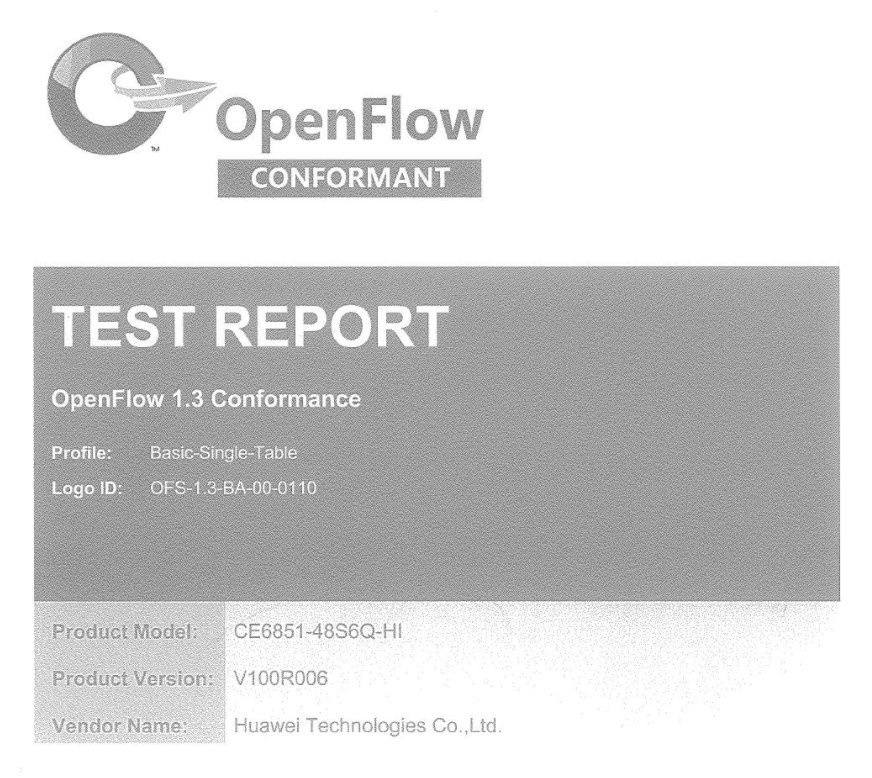 TM
OpenFlow
CONFORMANT
TEST REPORT
OpenFlow 1.3 Conformance
Profile: Basic-Single-Table
Logo ID: OFS-1.3-BA-00-0110
Product Model: CE6851-48S6Q-HI
Product Version: V100R006
Vendor Name: Huawei Technologies Co.,Ltd.